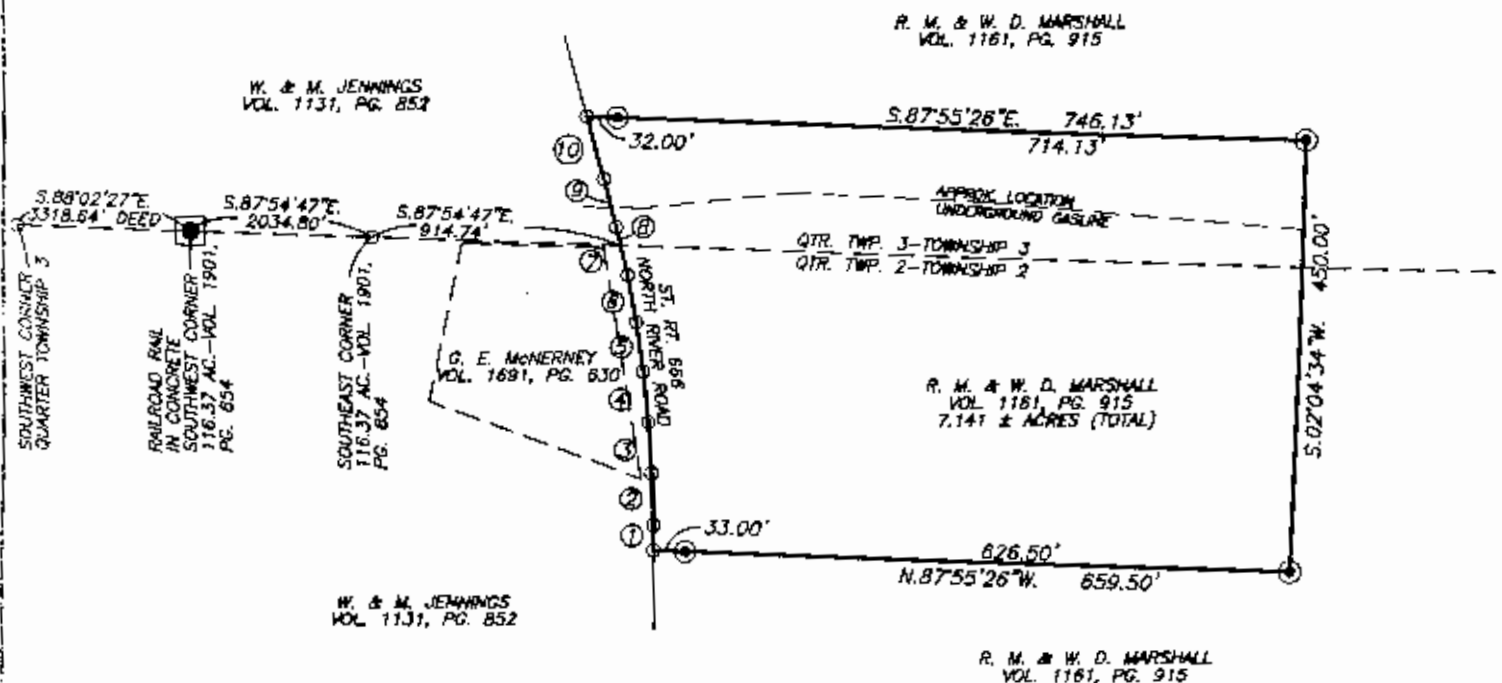 R. M. & W. D. MARSHALL
VOL. 1161, PG. 915
W. & M. JENNINGS
VOL. 1131, PG. 852
S.87°55'26"E. 746.13'
714.13'
32.00'
10
9
8
7
6
5
4
3
2
1
S.88°02'27"E.
3318.64' DEED
S.87°54'47"E.
2034.80'
S.87°54'47"E.
914.74'
APPROX. LOCATION
UNDERGROUND GASLINE
QTR. TWP. 3-TOWNSHIP 3
QTR. TWP. 2-TOWNSHIP 2
SOUTHWEST CORNER
QUARTER TOWNSHIP 3
RAILROAD RAIL
IN CONCRETE
SOUTHWEST CORNER
116.37 AC.-VOL. 1901,
PG. 654
SOUTHEAST CORNER
116.37 AC.-VOL. 1901,
PG. 654
G. E. McNERNEY
VOL. 1691, PG. 630
ST. RT. 666
NORTH RIVER ROAD
R. M. & W. D. MARSHALL
VOL. 1161, PG. 915
7.141 ± ACRES (TOTAL)
S.02°04'34"W. 450.00'
33.00'
626.50'
N.87°55'26"W. 659.50'
W. & M. JENNINGS
VOL. 1131, PG. 852
R. M. & W. D. MARSHALL
VOL. 1161, PG. 915